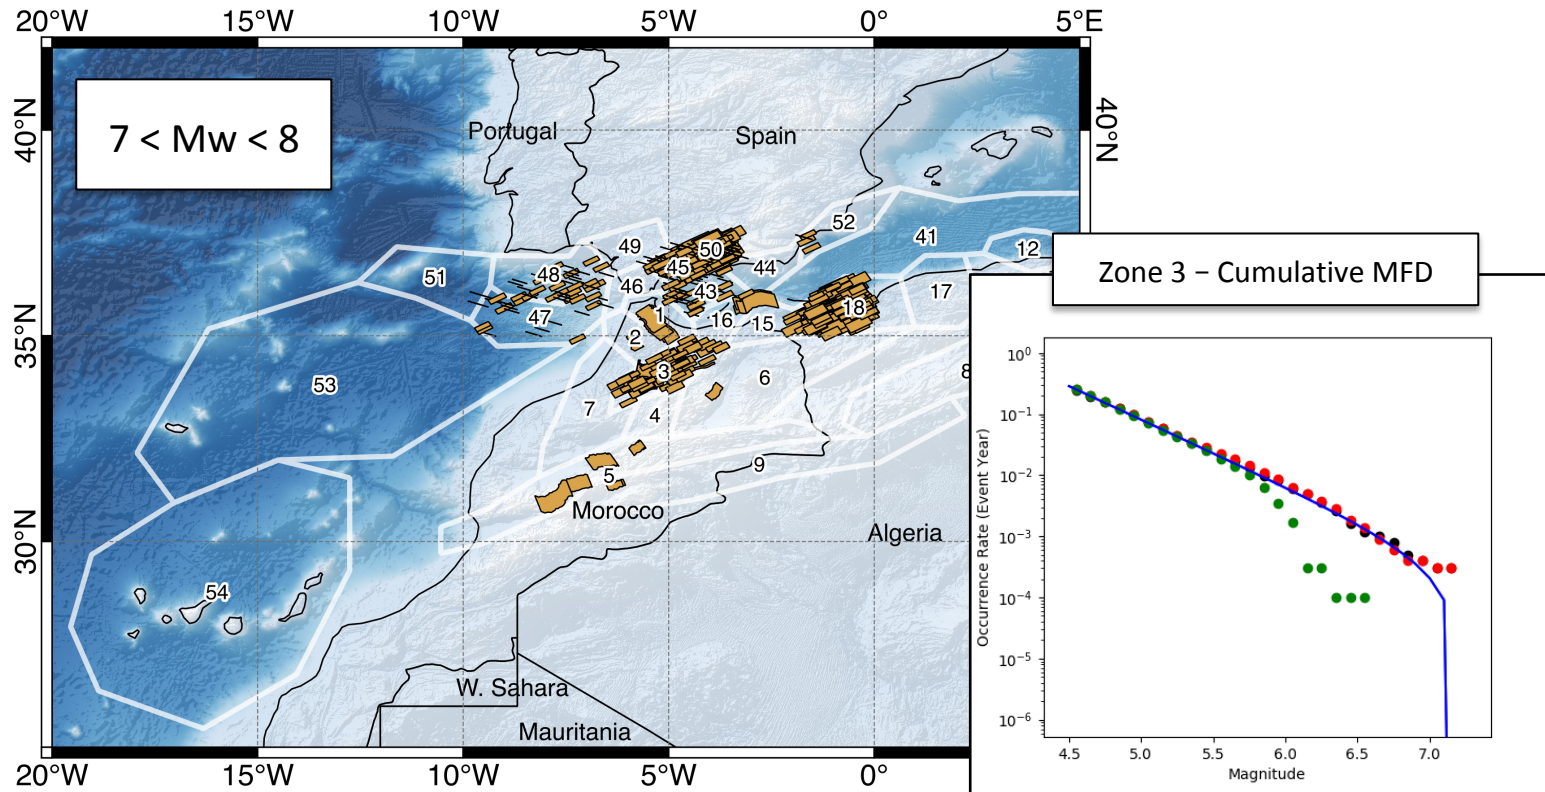 20°W 15°W 10°W 5°W 0° 5°E
7 < Mw < 8
40°N
40°N
Portugal
Spain
52
49
50
41
12
45
44
51
48
46
43
17
18
47
1
16
15
2
35°N
3
6
8
53
7
4
9
5
Morocco
30°N
Algeria
54
W. Sahara
Mauritania
15°W 10°W 5°W 0°
Zone 3 – Cumulative MFD
Occurrence Rate (Event Year)
10⁰
10⁻¹
10⁻²
10⁻³
10⁻⁴
10⁻⁵
10⁻⁶
4.5 5.0 5.5 6.0 6.5 7.0
Magnitude